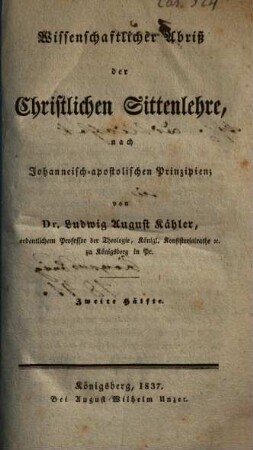 Wissenschaftlicher Abriß
der
Christlichen Sittenlehre,
nach
Johanneisch-apostolischen Prinzipien;
von
Dr. Ludwig August Kähler,
ordentlichem Professor der Theologie, Königl. Konsistorialrathe ꝛc.
zu Königsberg in Pr.
Zweite Hälfte.
Königsberg, 1837.
Bei August Wilhelm Unzer.